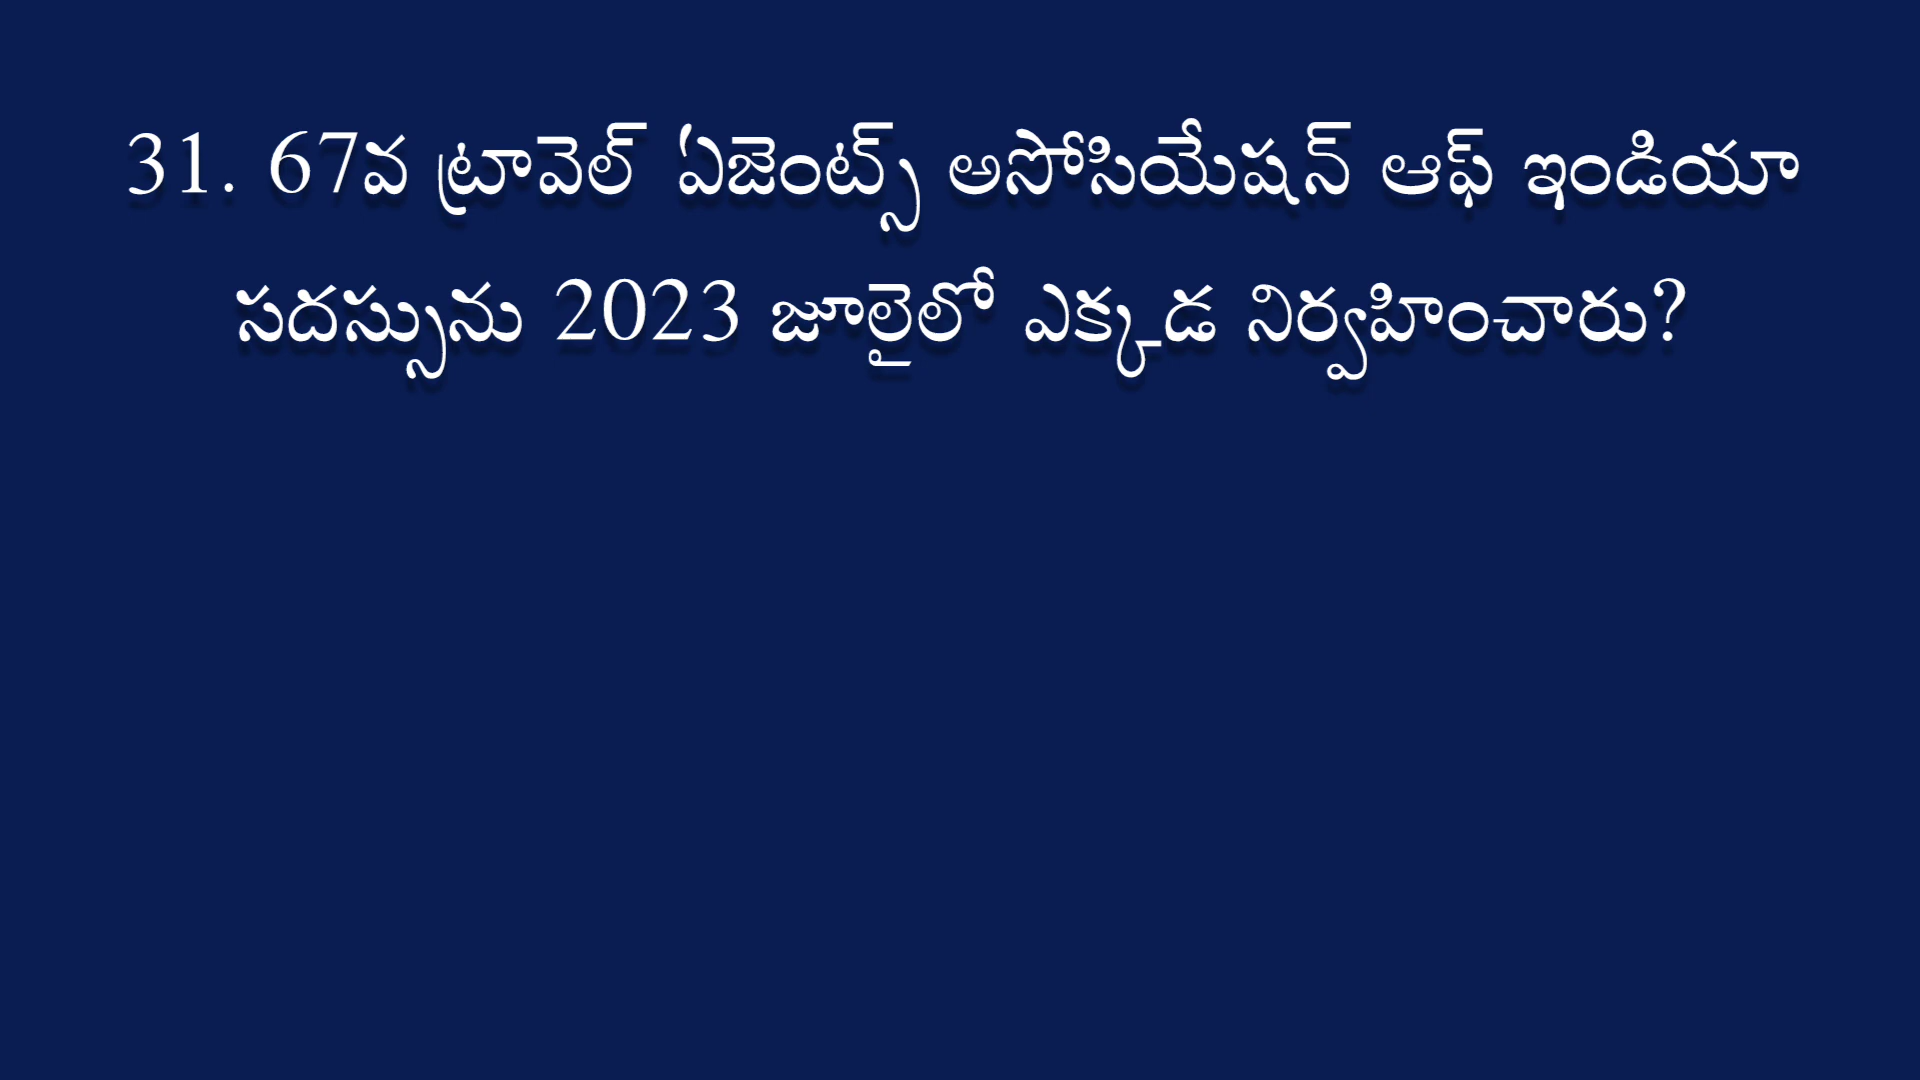 31. 67వ ట్రావెల్ ఏజెంట్స్ అసోసియేషన్ ఆఫ్ ఇండియా
సదస్సును 2023 జూలైలో ఎక్కడ నిర్వహించారు?